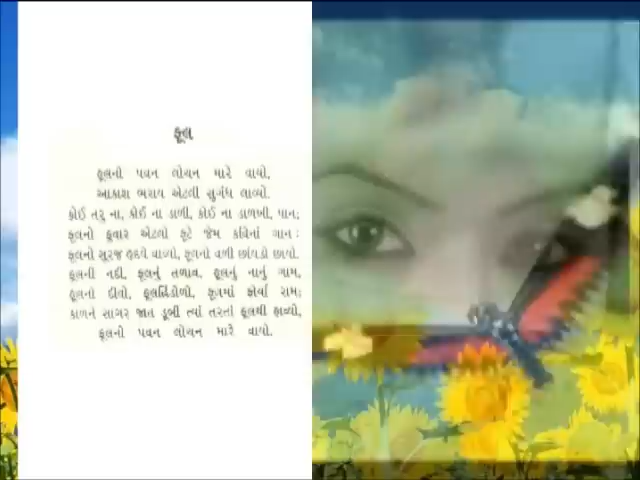 ફૂલ
ફૂલની પવન લોચન મારે વાયો,
આકાશ ભરાય એટલી સુગંધ લાવ્યો.
કોઈ તરુ ના, કોઈ ના ડાળી, કોઈ ના ડાળખી, પાન;
ફૂલનો ફુવાર એટલો ફૂટે જેમ કવિનાં ગાન :
ફૂલનો સૂરજ હૃદયે વાગ્યો, ફૂલનો વળી છાંયડો છાયો.
ફૂલની નદી, ફૂલનું તળાવ, ફૂલનું નાનું ગામ,
ફૂલનો દીવો, ફૂલહિંડોળો, ફૂલમાં ફોર્યા રામ;
કાળને સાગર જાત ડૂબી ત્યાં તરતાં ફૂલથી ફાવ્યો,
ફૂલની પવન લોચન મારે વાયો.